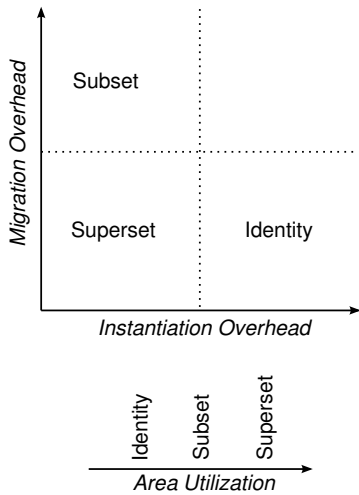 Migration Overhead
Subset
Superset Identity
Instantiation Overhead
Identity
Subset
Superset
Area Utilization